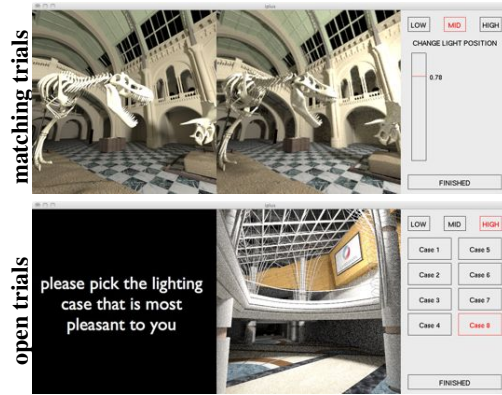 matching trials
LOW MID HIGH
CHANGE LIGHT POSITION
0.78
FINISHED
open trials
please pick the lighting
case that is most
pleasant to you
LOW MID HIGH
Case 1 Case 5
Case 2 Case 6
Case 3 Case 7
Case 4 Case 8
FINISHED